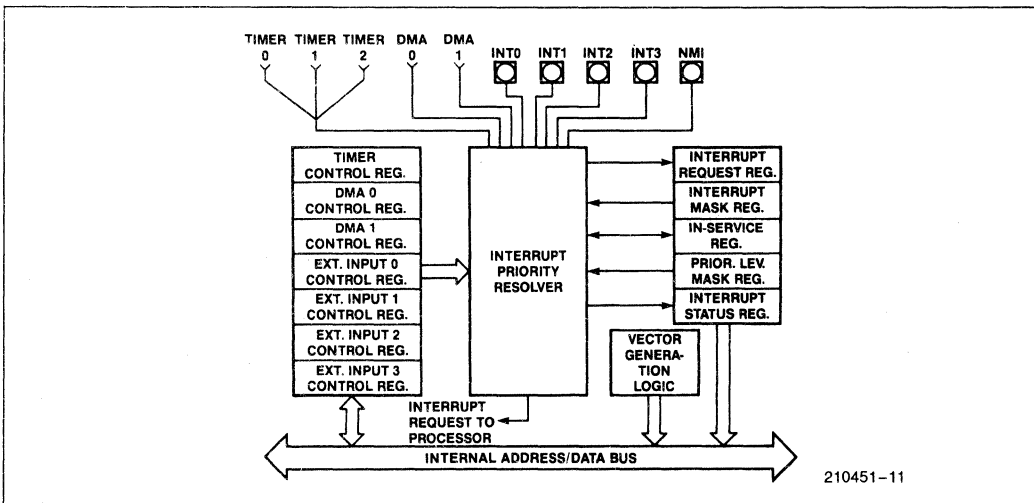 TIMER TIMER TIMER DMA DMA
0 1 2 0 1
INT0 INT1 INT2 INT3 NMI
TIMER
CONTROL REG.
DMA 0
CONTROL REG.
DMA 1
CONTROL REG.
EXT. INPUT 0
CONTROL REG.
EXT. INPUT 1
CONTROL REG.
EXT. INPUT 2
CONTROL REG.
EXT. INPUT 3
CONTROL REG.
INTERRUPT
PRIORITY
RESOLVER
INTERRUPT
REQUEST REG.
INTERRUPT
MASK REG.
IN-SERVICE
REG.
PRIOR. LEV.
MASK REG.
INTERRUPT
STATUS REG.
VECTOR
GENERA-
TION
LOGIC
INTERRUPT
REQUEST TO
PROCESSOR
INTERNAL ADDRESS/DATA BUS
210451-11